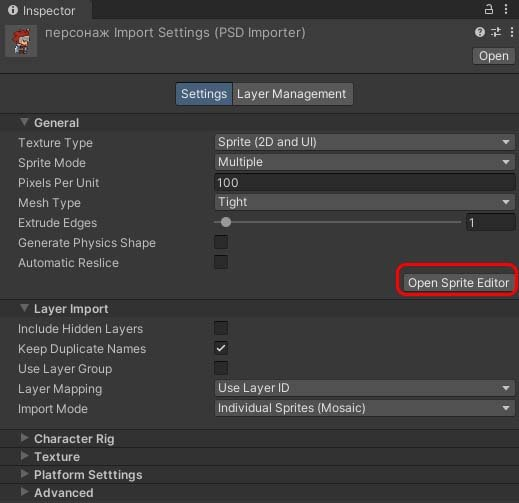 Inspector
персонаж Import Settings (PSD Importer)
Open
Settings Layer Management
General
Texture Type Sprite (2D and UI)
Sprite Mode Multiple
Pixels Per Unit 100
Mesh Type Tight
Extrude Edges 1
Generate Physics Shape
Automatic Reslice
Open Sprite Editor
Layer Import
Include Hidden Layers
Keep Duplicate Names
Use Layer Group
Layer Mapping Use Layer ID
Import Mode Individual Sprites (Mosaic)
Character Rig
Texture
Platform Setttings
Advanced